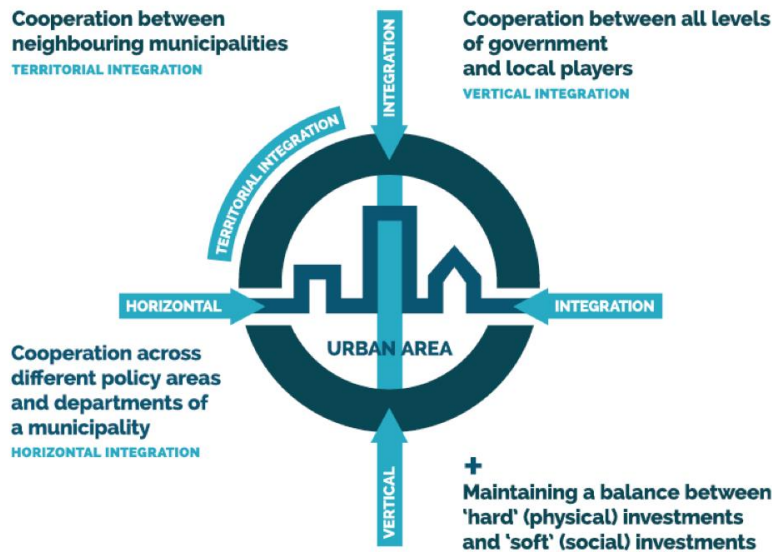 Cooperation between
neighbouring municipalities
TERRITORIAL INTEGRATION
Cooperation between all levels
of government
and local players
VERTICAL INTEGRATION
INTEGRATION
TERRITORIAL INTEGRATION
HORIZONTAL
INTEGRATION
URBAN AREA
Cooperation across
different policy areas
and departments of
a municipality
HORIZONTAL INTEGRATION
VERTICAL
+
Maintaining a balance between
'hard' (physical) investments
and 'soft' (social) investments